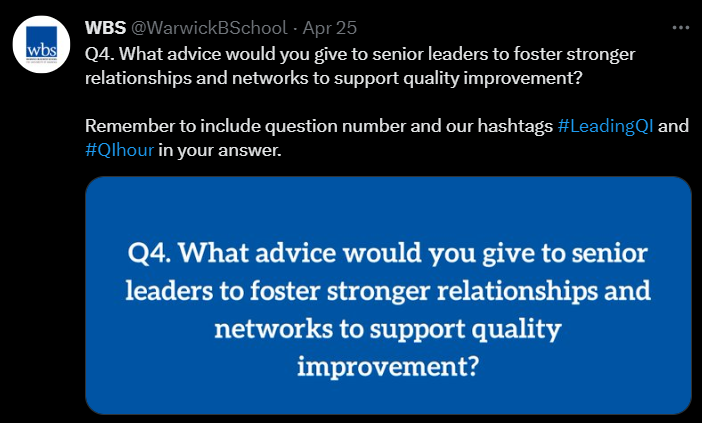 wbs
WBS @WarwickBSchool · Apr 25
Q4. What advice would you give to senior leaders to foster stronger
relationships and networks to support quality improvement?
Remember to include question number and our hashtags #LeadingQI and
#QIhour in your answer.
Q4. What advice would you give to senior
leaders to foster stronger relationships and
networks to support quality
improvement?